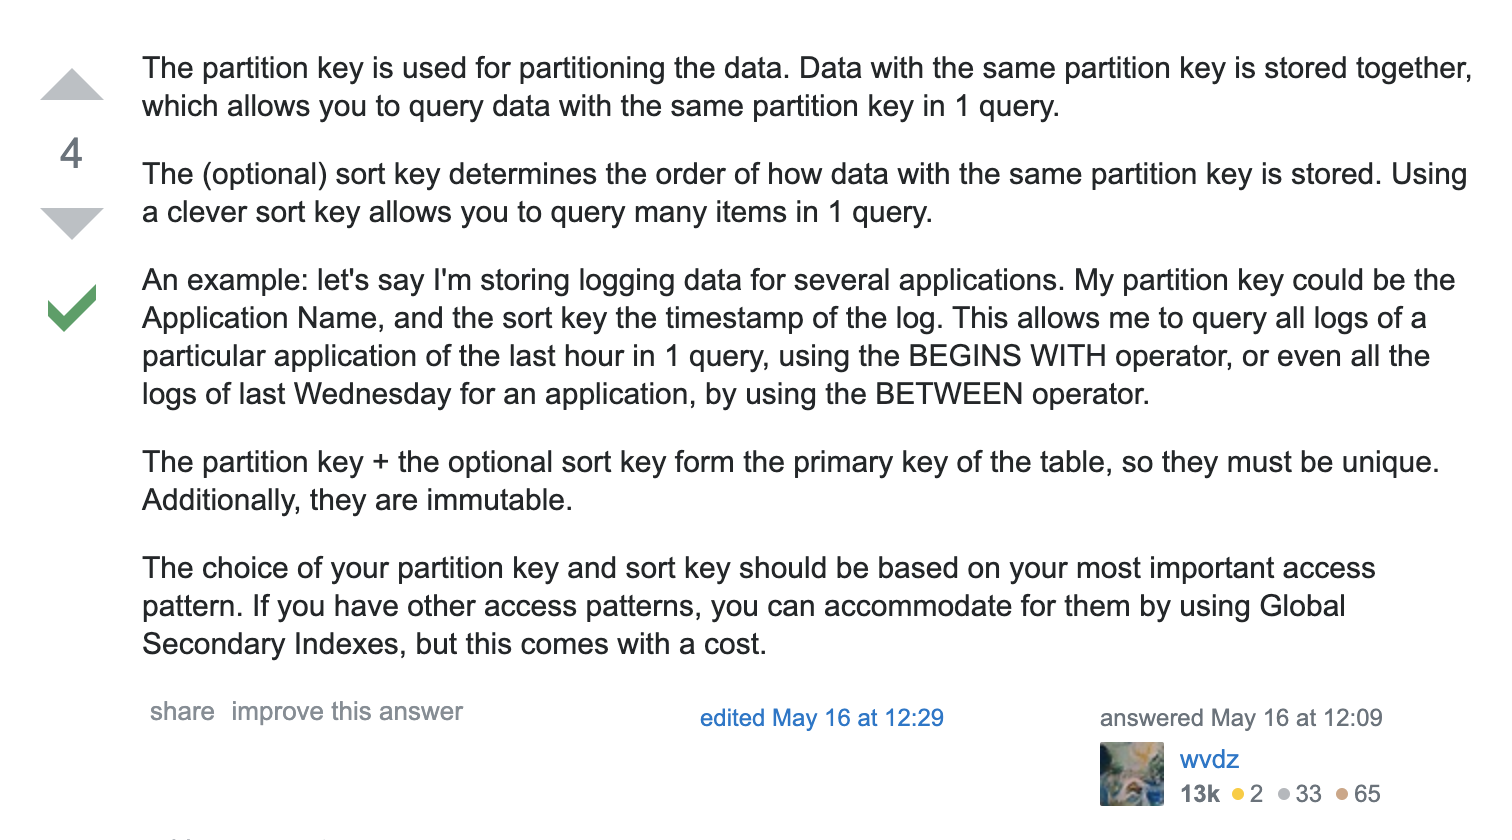 The partition key is used for partitioning the data. Data with the same partition key is stored together,
which allows you to query data with the same partition key in 1 query.
4
The (optional) sort key determines the order of how data with the same partition key is stored. Using
a clever sort key allows you to query many items in 1 query.
An example: let's say I'm storing logging data for several applications. My partition key could be the
Application Name, and the sort key the timestamp of the log. This allows me to query all logs of a
particular application of the last hour in 1 query, using the BEGINS WITH operator, or even all the
logs of last Wednesday for an application, by using the BETWEEN operator.
The partition key + the optional sort key form the primary key of the table, so they must be unique.
Additionally, they are immutable.
The choice of your partition key and sort key should be based on your most important access
pattern. If you have other access patterns, you can accommodate for them by using Global
Secondary Indexes, but this comes with a cost.
share improve this answer
edited May 16 at 12:29
answered May 16 at 12:09
wvdz
13k 2 33 65